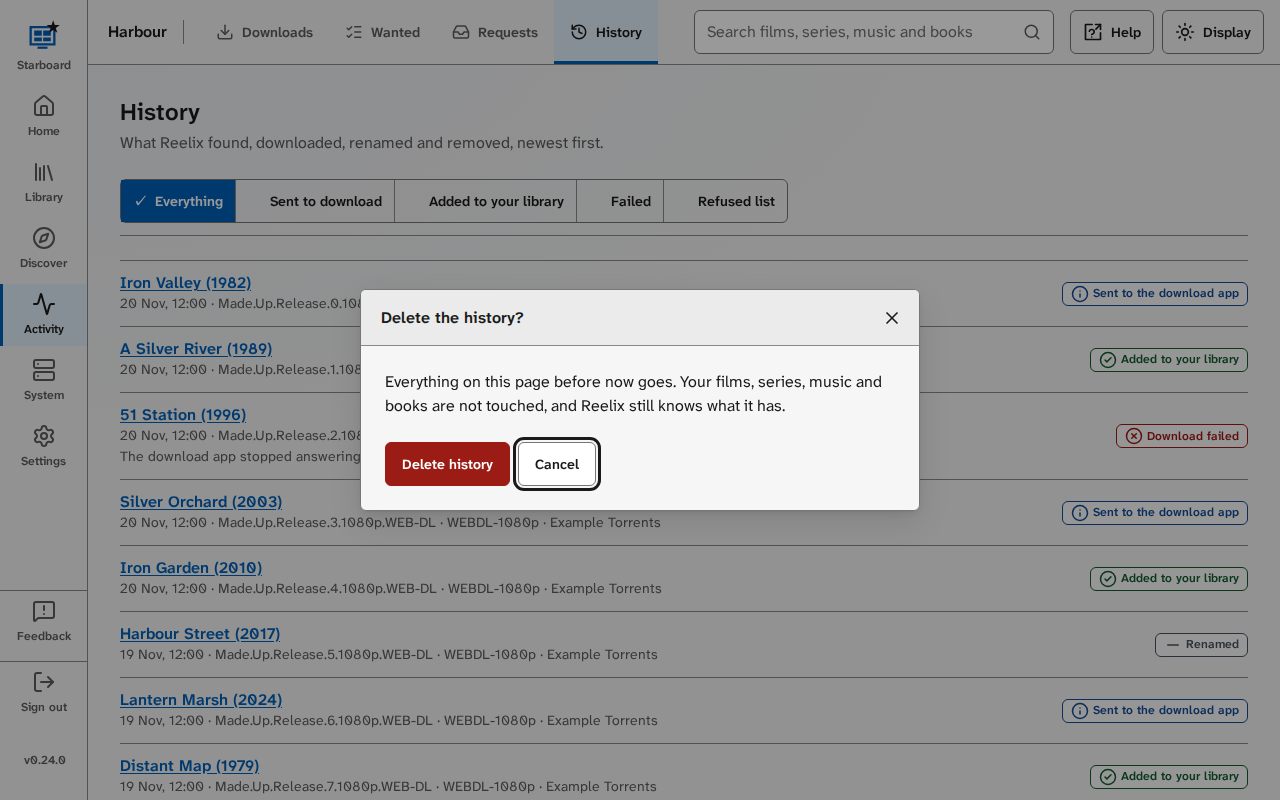 Starboard
Home
Library
Discover
Activity
System
Settings
Feedback
Sign out
v0.24.0
Harbour
Downloads
Wanted
Requests
History
Search films, series, music and books
Help
Display
History
What Reelix found, downloaded, renamed and removed, newest first.
✓ Everything
Sent to download
Added to your library
Failed
Refused list
Iron Valley (1982)
20 Nov, 12:00 · Made.Up.Release.0.108
Sent to the download app
A Silver River (1989)
20 Nov, 12:00 · Made.Up.Release.1.108
Added to your library
51 Station (1996)
20 Nov, 12:00 · Made.Up.Release.2.108
The download app stopped answering
Download failed
Delete the history?
Everything on this page before now goes. Your films, series, music and
books are not touched, and Reelix still knows what it has.
Delete history
Cancel
Silver Orchard (2003)
20 Nov, 12:00 · Made.Up.Release.3.1080p.WEB-DL · WEBDL-1080p · Example Torrents
Sent to the download app
Iron Garden (2010)
20 Nov, 12:00 · Made.Up.Release.4.1080p.WEB-DL · WEBDL-1080p · Example Torrents
Added to your library
Harbour Street (2017)
19 Nov, 12:00 · Made.Up.Release.5.1080p.WEB-DL · WEBDL-1080p · Example Torrents
— Renamed
Lantern Marsh (2024)
19 Nov, 12:00 · Made.Up.Release.6.1080p.WEB-DL · WEBDL-1080p · Example Torrents
Sent to the download app
Distant Map (1979)
19 Nov, 12:00 · Made.Up.Release.7.1080p.WEB-DL · WEBDL-1080p · Example Torrents
Added to your library